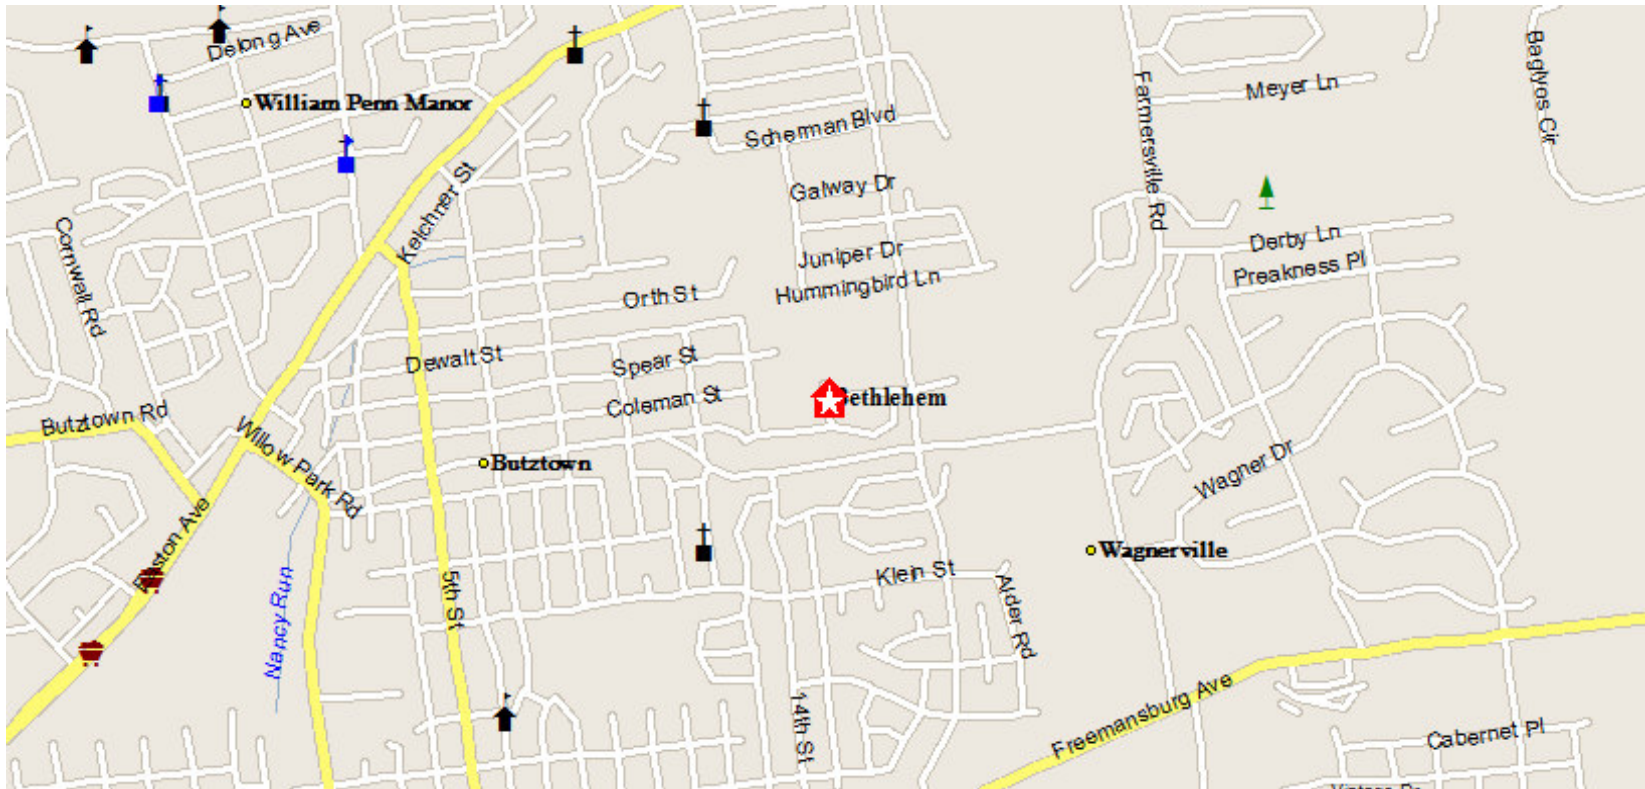 Delong Ave
William Penn Manor
Scherman Blvd
Meyer Ln
Baglyos Cir
Farmersville Rd
Kelchner St
Galway Dr
Cornwall Rd
Juniper Dr
Derby Ln
Preakness Pl
Hummingbird Ln
Orth St
Dewalt St
Spear St
Coleman St
Bethlehem
Butztown Rd
Willow Park Rd
Butztown
Wagner Dr
Easton Ave
Wagnerville
Nancy Run
5th St
Klein St
Alder Rd
14th St
Freemansburg Ave
Cabernet Pl